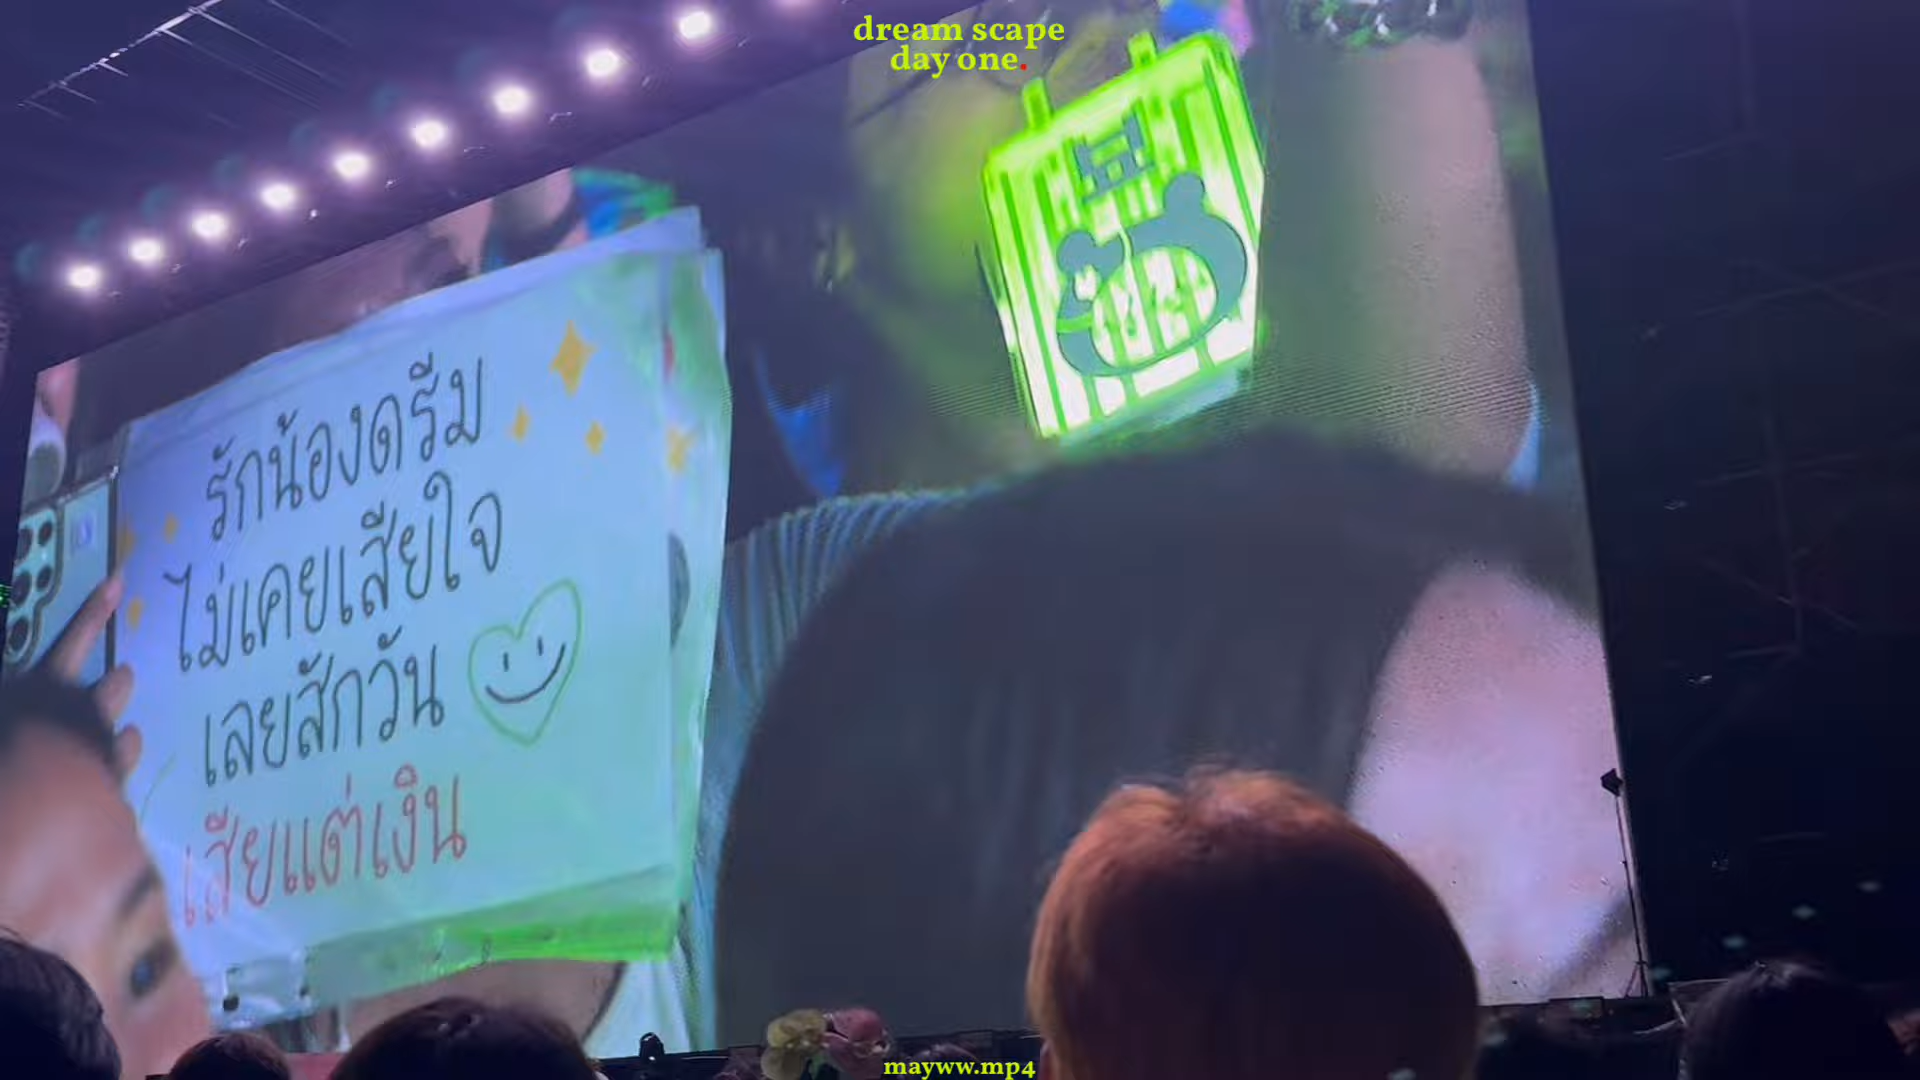 dream scape
day one.
รักน้องดรีม
ไม่เคยเสียใจ
เลยสักวัน
เสียแต่เงิน
mayww.mp4